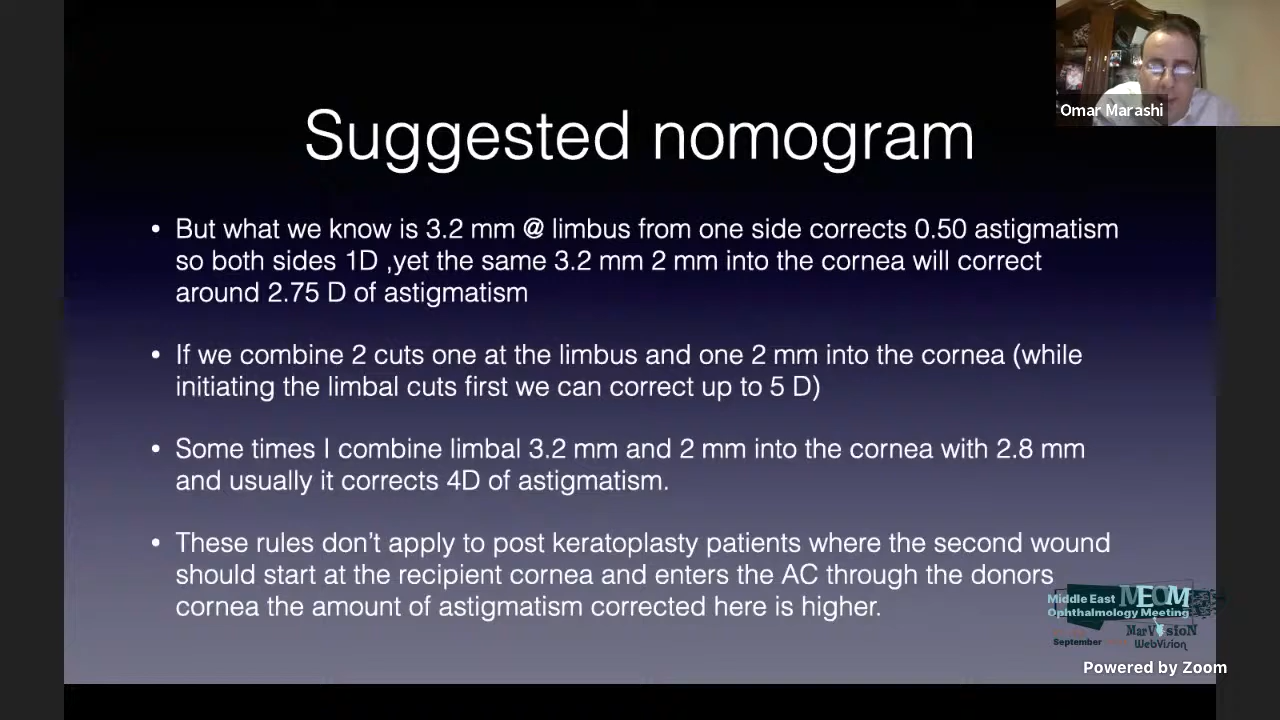 Omar Marashi
Suggested nomogram
• But what we know is 3.2 mm @ limbus from one side corrects 0.50 astigmatism
so both sides 1D ,yet the same 3.2 mm 2 mm into the cornea will correct
around 2.75 D of astigmatism
• If we combine 2 cuts one at the limbus and one 2 mm into the cornea (while
initiating the limbal cuts first we can correct up to 5 D)
• Some times I combine limbal 3.2 mm and 2 mm into the cornea with 2.8 mm
and usually it corrects 4D of astigmatism.
• These rules don't apply to post keratoplasty patients where the second wound
should start at the recipient cornea and enters the AC through the donors
cornea the amount of astigmatism corrected here is higher.
Middle East MEOM
Ophthalmology Meeting
MarVision
September WebVision
Powered by Zoom